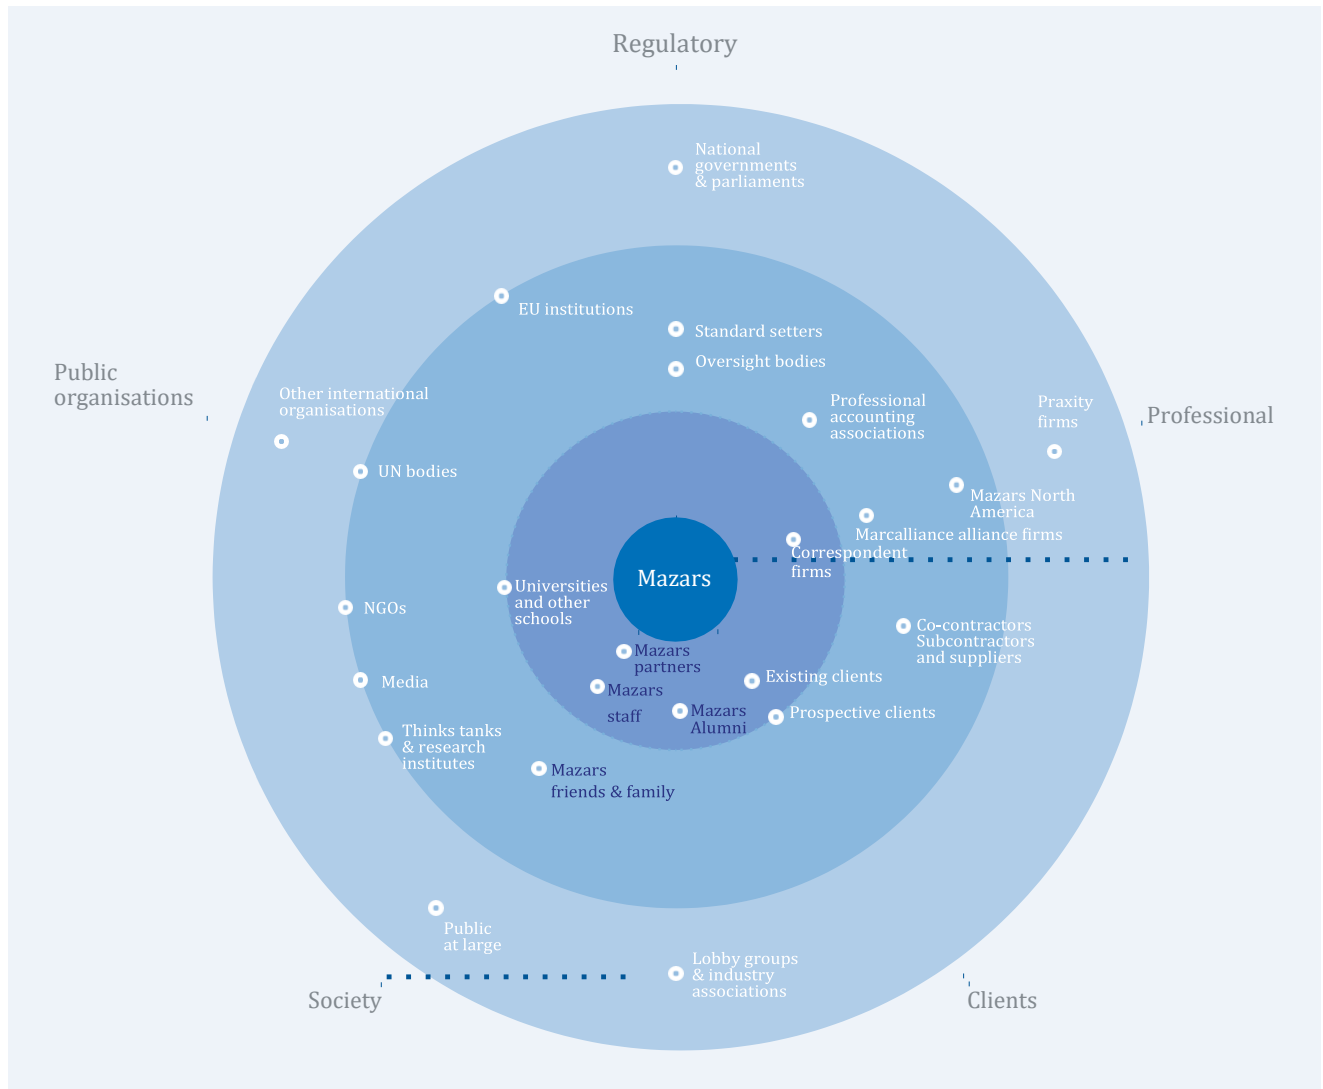 Regulatory
National
governments
& parliaments
EU institutions
Standard setters
Oversight bodies
Public
organisations
Other international
organisations
UN bodies
Professional
accounting
associations
Praxity
firms
Professional
Mazars North
America
Marcalliance alliance firms
Correspondent
firms
Mazars
Universities
and other
schools
NGOs
Co-contractors
Subcontractors
and suppliers
Mazars
partners
Existing clients
Media
Mazars
staff
Mazars
Alumni
Prospective clients
Thinks tanks
& research
institutes
Mazars
friends & family
Public
at large
Lobby groups
& industry
associations
Society
Clients